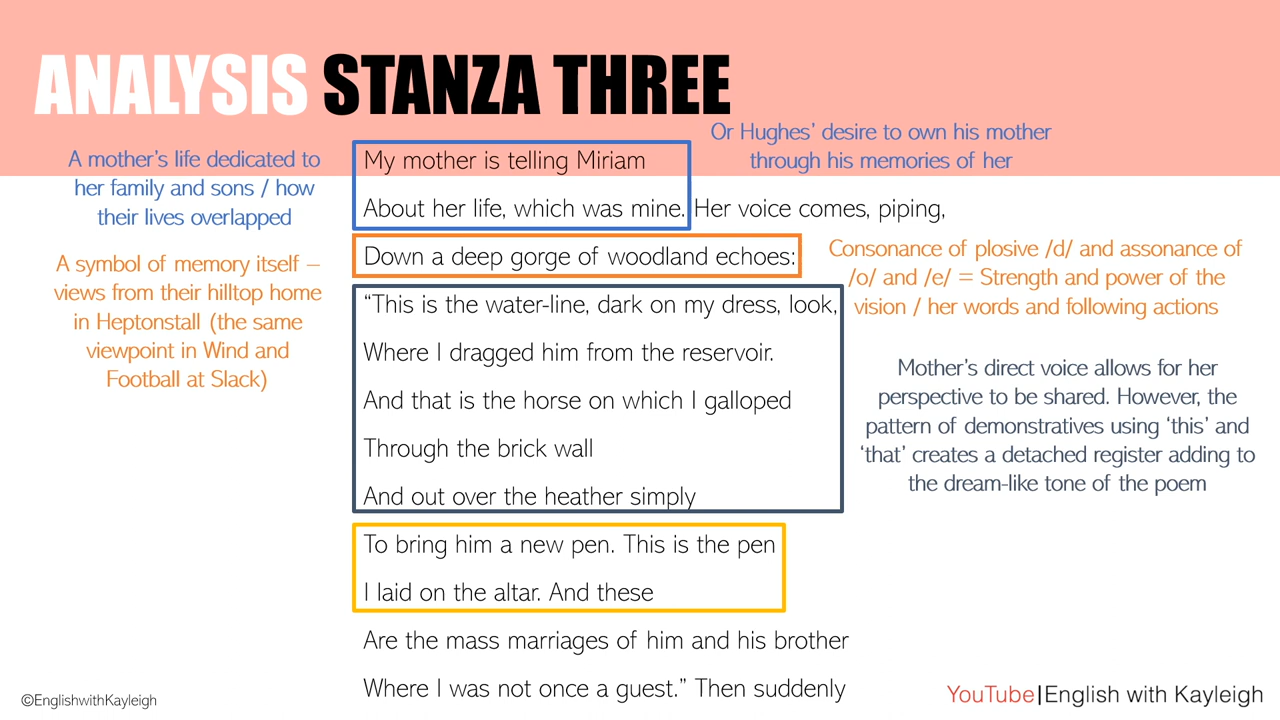 ANALYSIS STANZA THREE
Or Hughes’ desire to own his mother
through his memories of her
A mother’s life dedicated to
her family and sons / how
their lives overlapped
My mother is telling Miriam
About her life, which was mine. Her voice comes, piping,
Down a deep gorge of woodland echoes:
A symbol of memory itself –
views from their hilltop home
in Heptonstall (the same
viewpoint in Wind and
Football at Slack)
Consonance of plosive /d/ and assonance of
/o/ and /e/ = Strength and power of the
vision / her words and following actions
“This is the water-line, dark on my dress, look,
Where I dragged him from the reservoir.
And that is the horse on which I galloped
Through the brick wall
And out over the heather simply
Mother’s direct voice allows for her
perspective to be shared. However, the
pattern of demonstratives using ‘this’ and
‘that’ creates a detached register adding to
the dream-like tone of the poem
To bring him a new pen. This is the pen
I laid on the altar. And these
Are the mass marriages of him and his brother
Where I was not once a guest.” Then suddenly
©EnglishwithKayleigh
YouTube|English with Kayleigh